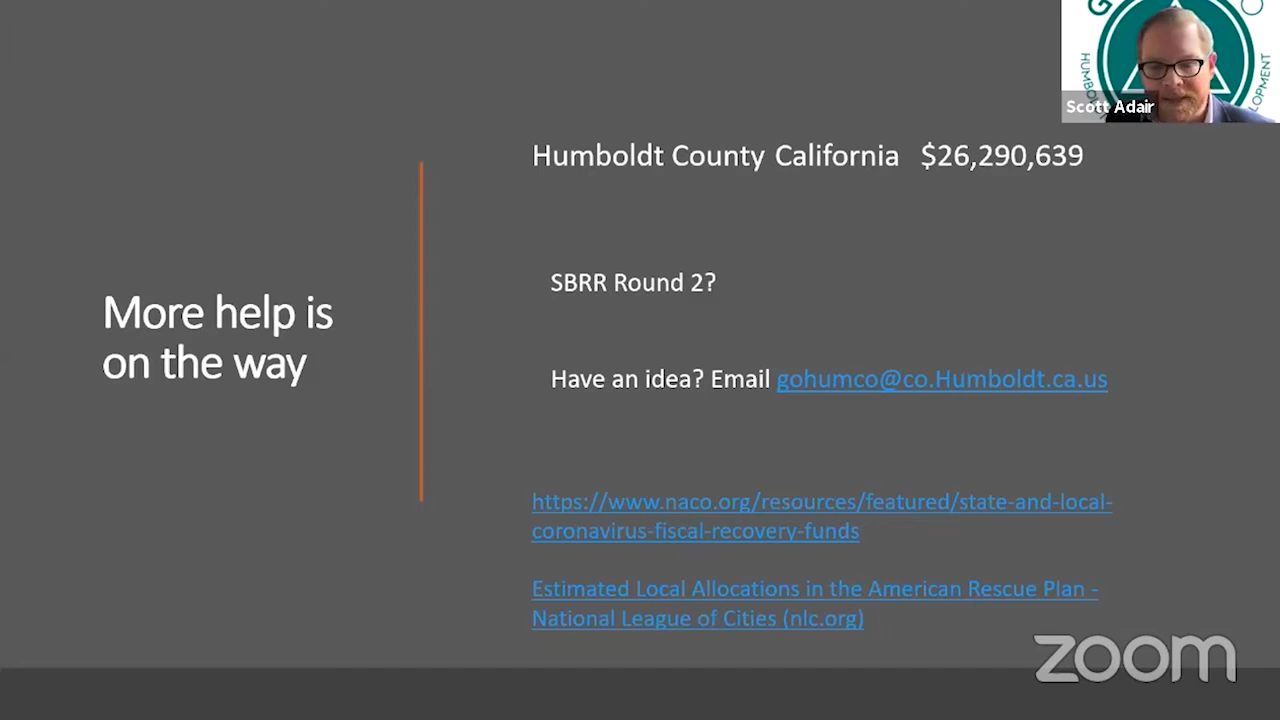 Scott Adair
Humboldt County California $26,290,639
SBRR Round 2?
More help is
on the way
Have an idea? Email gohumco@co.Humboldt.ca.us
https://www.naco.org/resources/featured/state-and-local-
coronavirus-fiscal-recovery-funds
Estimated Local Allocations in the American Rescue Plan -
National League of Cities (nlc.org)
zoom